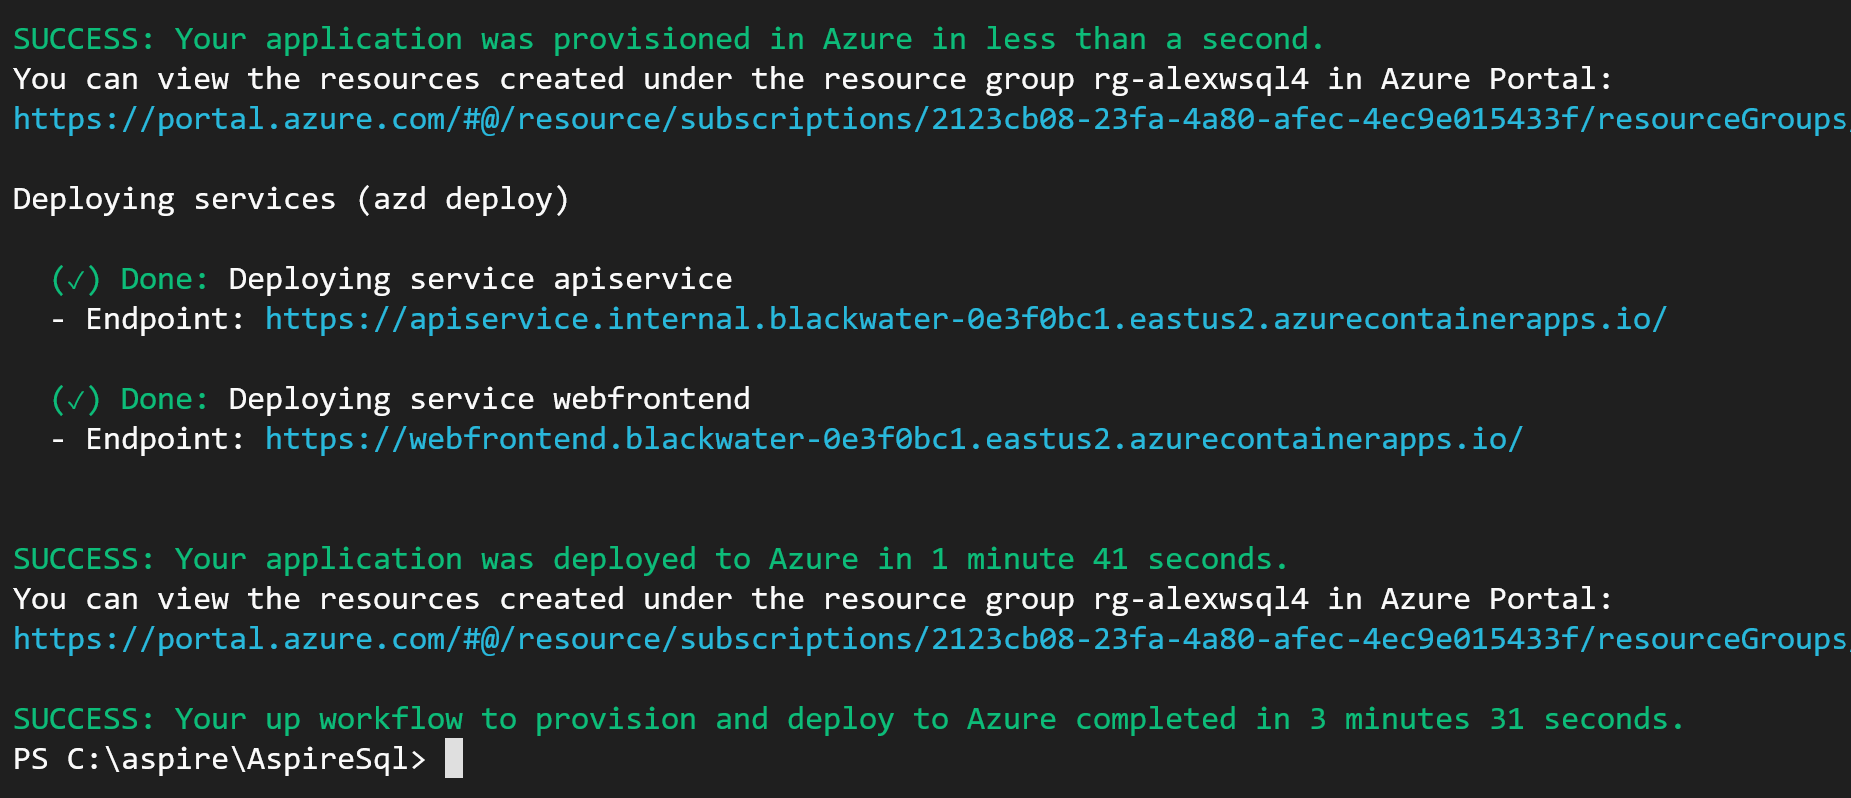 SUCCESS: Your application was provisioned in Azure in less than a second.
You can view the resources created under the resource group rg-alexwsql4 in Azure Portal:
https://portal.azure.com/#@/resource/subscriptions/2123cb08-23fa-4a80-afec-4ec9e015433f/resourceGroups/
Deploying services (azd deploy)
(✓) Done: Deploying service apiservice
- Endpoint: https://apiservice.internal.blackwater-0e3f0bc1.eastus2.azurecontainerapps.io/
(✓) Done: Deploying service webfrontend
- Endpoint: https://webfrontend.blackwater-0e3f0bc1.eastus2.azurecontainerapps.io/
SUCCESS: Your application was deployed to Azure in 1 minute 41 seconds.
You can view the resources created under the resource group rg-alexwsql4 in Azure Portal:
https://portal.azure.com/#@/resource/subscriptions/2123cb08-23fa-4a80-afec-4ec9e015433f/resourceGroups/
SUCCESS: Your up workflow to provision and deploy to Azure completed in 3 minutes 31 seconds.
PS C:\aspire\AspireSql>